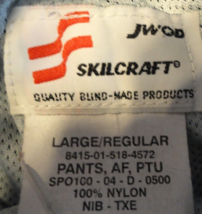 JWOD
SKILCRAFT®
QUALITY BLIND-MADE PRODUCTS
LARGE/REGULAR
8415-01-518-4572
PANTS, AF, PTU
SPO100 - 04 - D - 0500
100% NYLON
NIB - TXE